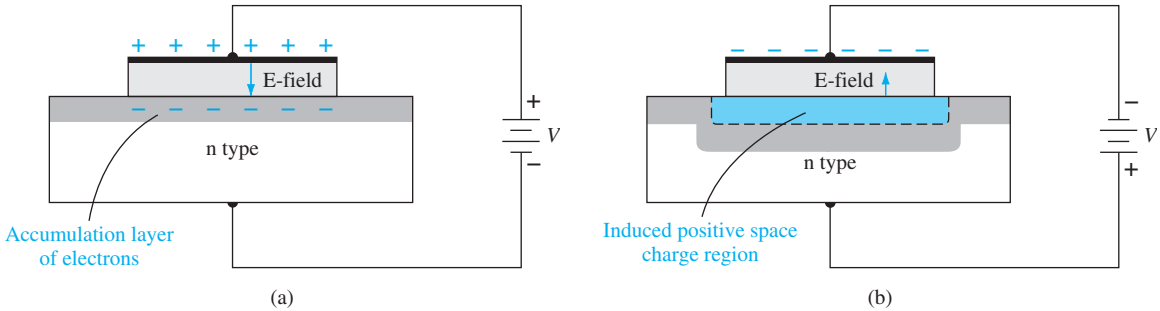 + + + + + +
E-field
− − − − − −
n type
+
V
−
Accumulation layer
of electrons
(a)
− − − − − −
E-field
n type
−
V
+
Induced positive space
charge region
(b)